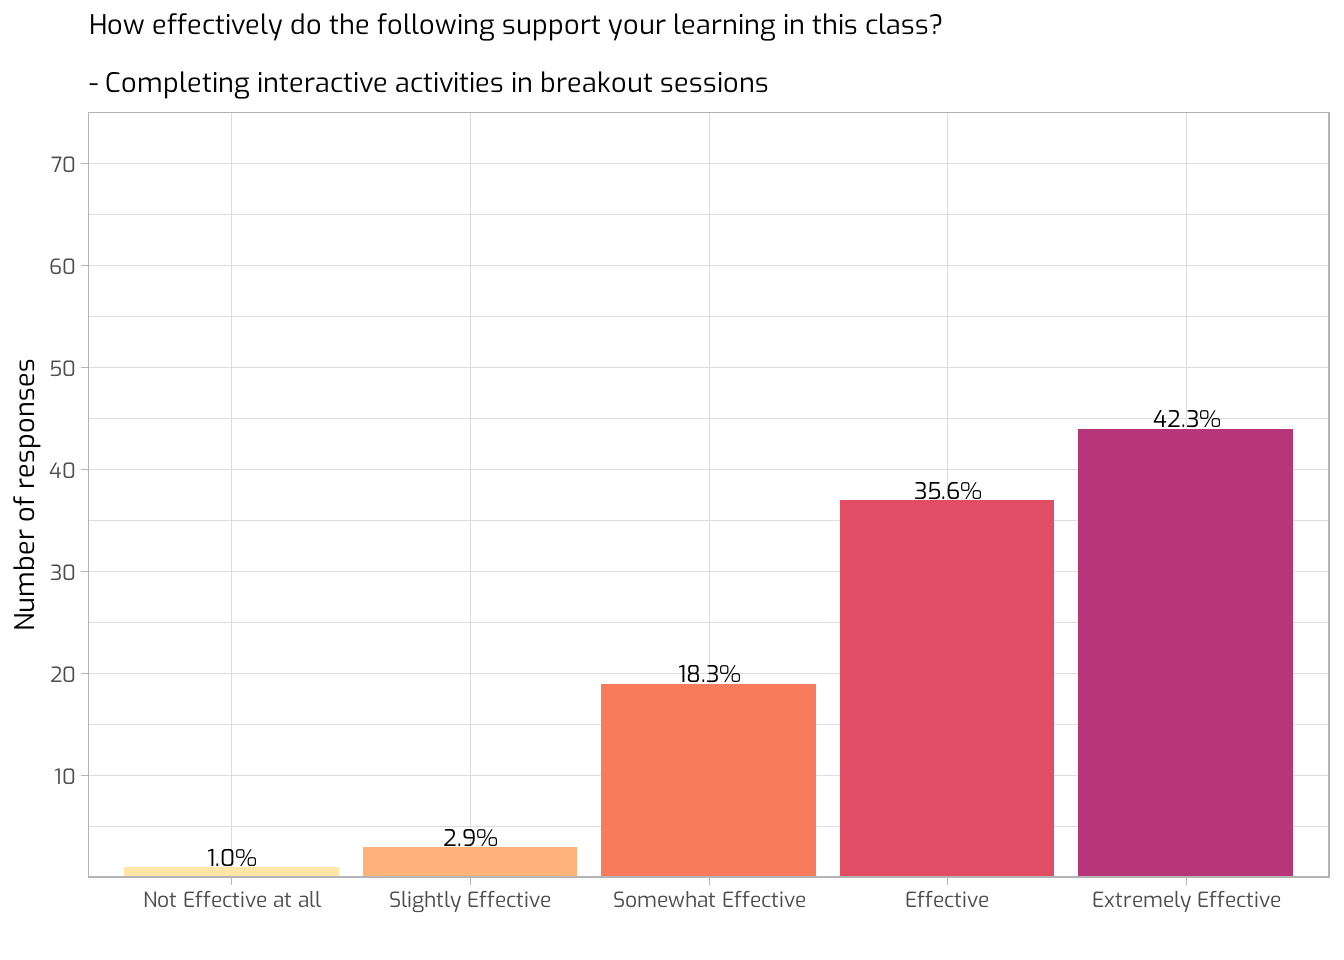 How effectively do the following support your learning in this class?
- Completing interactive activities in breakout sessions
Number of responses
70
60
50
40
30
20
10
1.0%
2.9%
18.3%
35.6%
42.3%
Not Effective at all
Slightly Effective
Somewhat Effective
Effective
Extremely Effective